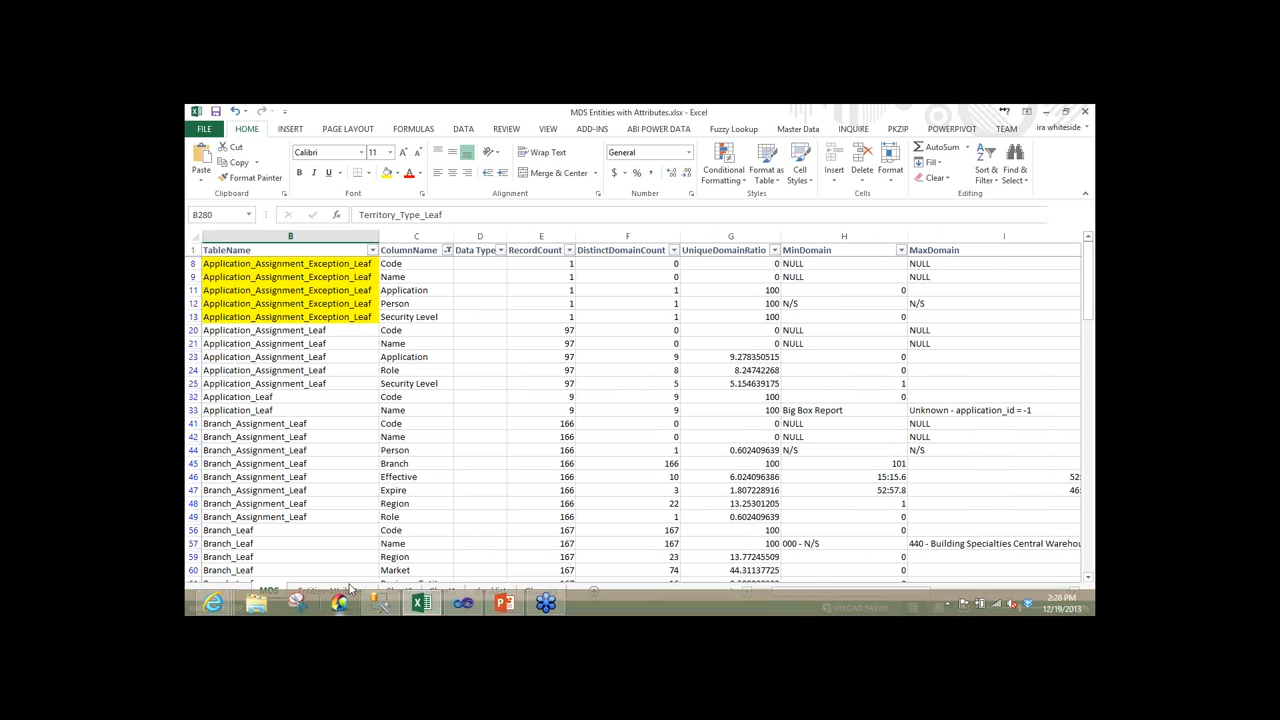 MDS Entities with Attributes.xlsx - Excel
FILE HOME INSERT PAGE LAYOUT FORMULAS DATA REVIEW VIEW ADD-INS ABI POWER DATA Fuzzy Lookup Master Data INQUIRE PKZIP POWERPIVOT TEAM ira whiteside
Paste Cut Copy Format Painter Calibri 11 B I U Wrap Text Merge & Center General $ % , Conditional Formatting Format as Table Cell Styles Insert Delete Format AutoSum Fill Clear Sort & Filter Find & Select
Clipboard Font Alignment Number Styles Cells Editing
B280 fx Territory_Type_Leaf
B C D E F G H I
1 TableName ColumnName Data Type RecordCount DistinctDomainCount UniqueDomainRatio MinDomain MaxDomain
8 Application_Assignment_Exception_Leaf Code 1 0 0 NULL NULL
9 Application_Assignment_Exception_Leaf Name 1 0 0 NULL NULL
11 Application_Assignment_Exception_Leaf Application 1 1 100 0
12 Application_Assignment_Exception_Leaf Person 1 1 100 N/S N/S
13 Application_Assignment_Exception_Leaf Security Level 1 1 100 0
20 Application_Assignment_Leaf Code 97 0 0 NULL NULL
21 Application_Assignment_Leaf Name 97 0 0 NULL NULL
23 Application_Assignment_Leaf Application 97 9 9.278350515 0
24 Application_Assignment_Leaf Role 97 8 8.24742268 0
25 Application_Assignment_Leaf Security Level 97 5 5.154639175 1
32 Application_Leaf Code 9 9 100 0
33 Application_Leaf Name 9 9 100 Big Box Report Unknown - application_id = -1
41 Branch_Assignment_Leaf Code 166 0 0 NULL NULL
42 Branch_Assignment_Leaf Name 166 0 0 NULL NULL
44 Branch_Assignment_Leaf Person 166 1 0.602409639 N/S N/S
45 Branch_Assignment_Leaf Branch 166 166 100 101
46 Branch_Assignment_Leaf Effective 166 10 6.024096386 15:15.6 52:
47 Branch_Assignment_Leaf Expire 166 3 1.807228916 52:57.8 46:
48 Branch_Assignment_Leaf Region 166 22 13.25301205 1
49 Branch_Assignment_Leaf Role 166 1 0.602409639 0
56 Branch_Leaf Code 167 167 100 0
57 Branch_Leaf Name 167 167 100 000 - N/S 440 - Building Specialties Central Warehou
59 Branch_Leaf Region 167 23 13.77245509 0
60 Branch_Leaf Market 167 74 44.31137725 0
MDS
UPLOAD FAILED
2:28 PM
12/19/2013